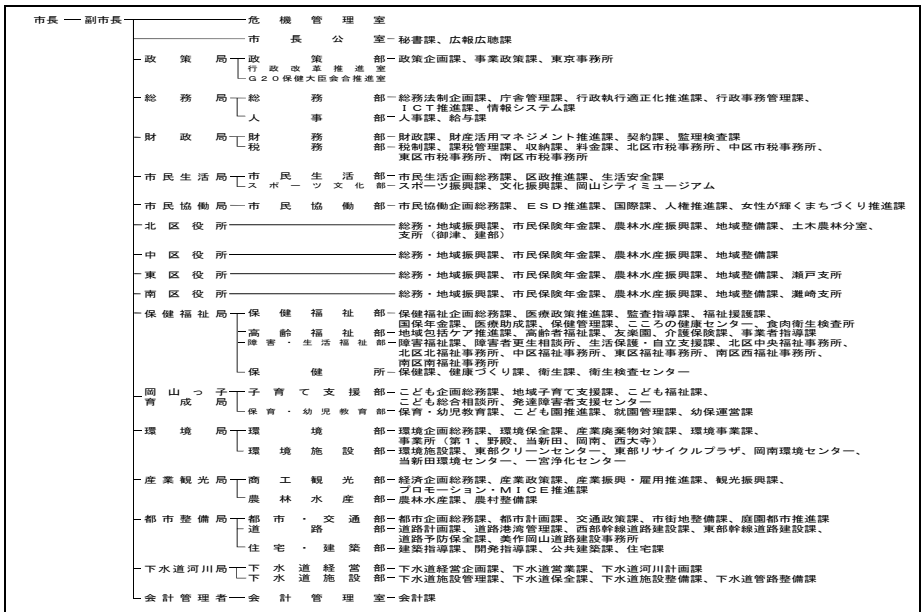 市長 副市長 危機管理室
市長公室 秘書課、広報広聴課
政策局 政策部 政策企画課、事業政策課、東京事務所
行政改革推進室
G20保健大臣会合推進室
総務局 総務部 総務法制企画課、庁舎管理課、行政執行適正化推進課、行政事務管理課、
ICT推進課、情報システム課
人事部 人事課、給与課
財政局 財務部 財政課、財産活用マネジメント推進課、契約課、監理検査課
税務部 税制課、課税管理課、収納課、料金課、北区市税事務所、中区市税事務所、
東区市税事務所、南区市税事務所
市民生活局 市民生活部 市民生活企画総務課、区政推進課、生活安全課
スポーツ文化部 スポーツ振興課、文化振興課、岡山シティミュージアム
市民協働局 市民協働部 市民協働企画総務課、ESD推進課、国際課、人権推進課、女性が輝くまちづくり推進課
北区役所 総務・地域振興課、市民保険年金課、農林水産振興課、地域整備課、土木農林分室、
支所（御津、建部）
中区役所 総務・地域振興課、市民保険年金課、農林水産振興課、地域整備課
東区役所 総務・地域振興課、市民保険年金課、農林水産振興課、地域整備課、瀬戸支所
南区役所 総務・地域振興課、市民保険年金課、農林水産振興課、地域整備課、灘崎支所
保健福祉局 保健福祉部 保健福祉企画総務課、医療政策推進課、監査指導課、福祉援護課、
国保年金課、医療助成課、保健管理課、こころの健康センター、食肉衛生検査所
高齢福祉部 地域包括ケア推進課、高齢者福祉課、友楽園、介護保険課、事業者指導課
障害・生活福祉部 障害福祉課、障害者更生相談所、生活保護・自立支援課、北区中央福祉事務所、
北区北福祉事務所、中区福祉事務所、東区福祉事務所、南区西福祉事務所、
南区南福祉事務所
保健所 保健課、健康づくり課、衛生課、衛生検査センター
岡山っ子 子育て支援部 こども企画総務課、地域子育て支援課、こども福祉課、
育成局 こども総合相談所、発達障害者支援センター
保育・幼児教育部 保育・幼児教育課、こども園推進課、就園管理課、幼保運営課
環境局 環境部 環境企画総務課、環境保全課、産業廃棄物対策課、環境事業課、
事業所（第1、野殿、当新田、岡南、西大寺）
環境施設部 環境施設課、東部クリーンセンター、東部リサイクルプラザ、岡南環境センター、
当新田環境センター、一宮浄化センター
産業観光局 商工観光部 経済企画総務課、産業政策課、産業振興・雇用推進課、観光振興課、
プロモーション・MICE推進課
農林水産部 農林水産課、農村整備課
都市整備局 都市・交通部 都市企画総務課、都市計画課、交通政策課、市街地整備課、庭園都市推進課
道路部 道路計画課、道路港湾管理課、西部幹線道路建設課、東部幹線道路建設課、
道路予防保全課、美作岡山道路建設事務所
住宅・建築部 建築指導課、開発指導課、公共建築課、住宅課
下水道河川局 下水道経営部 下水道経営企画課、下水道営業課、下水道河川計画課
下水道施設部 下水道施設管理課、下水道保全課、下水道施設整備課、下水道管路整備課
会計管理者 会計管理室 会計課